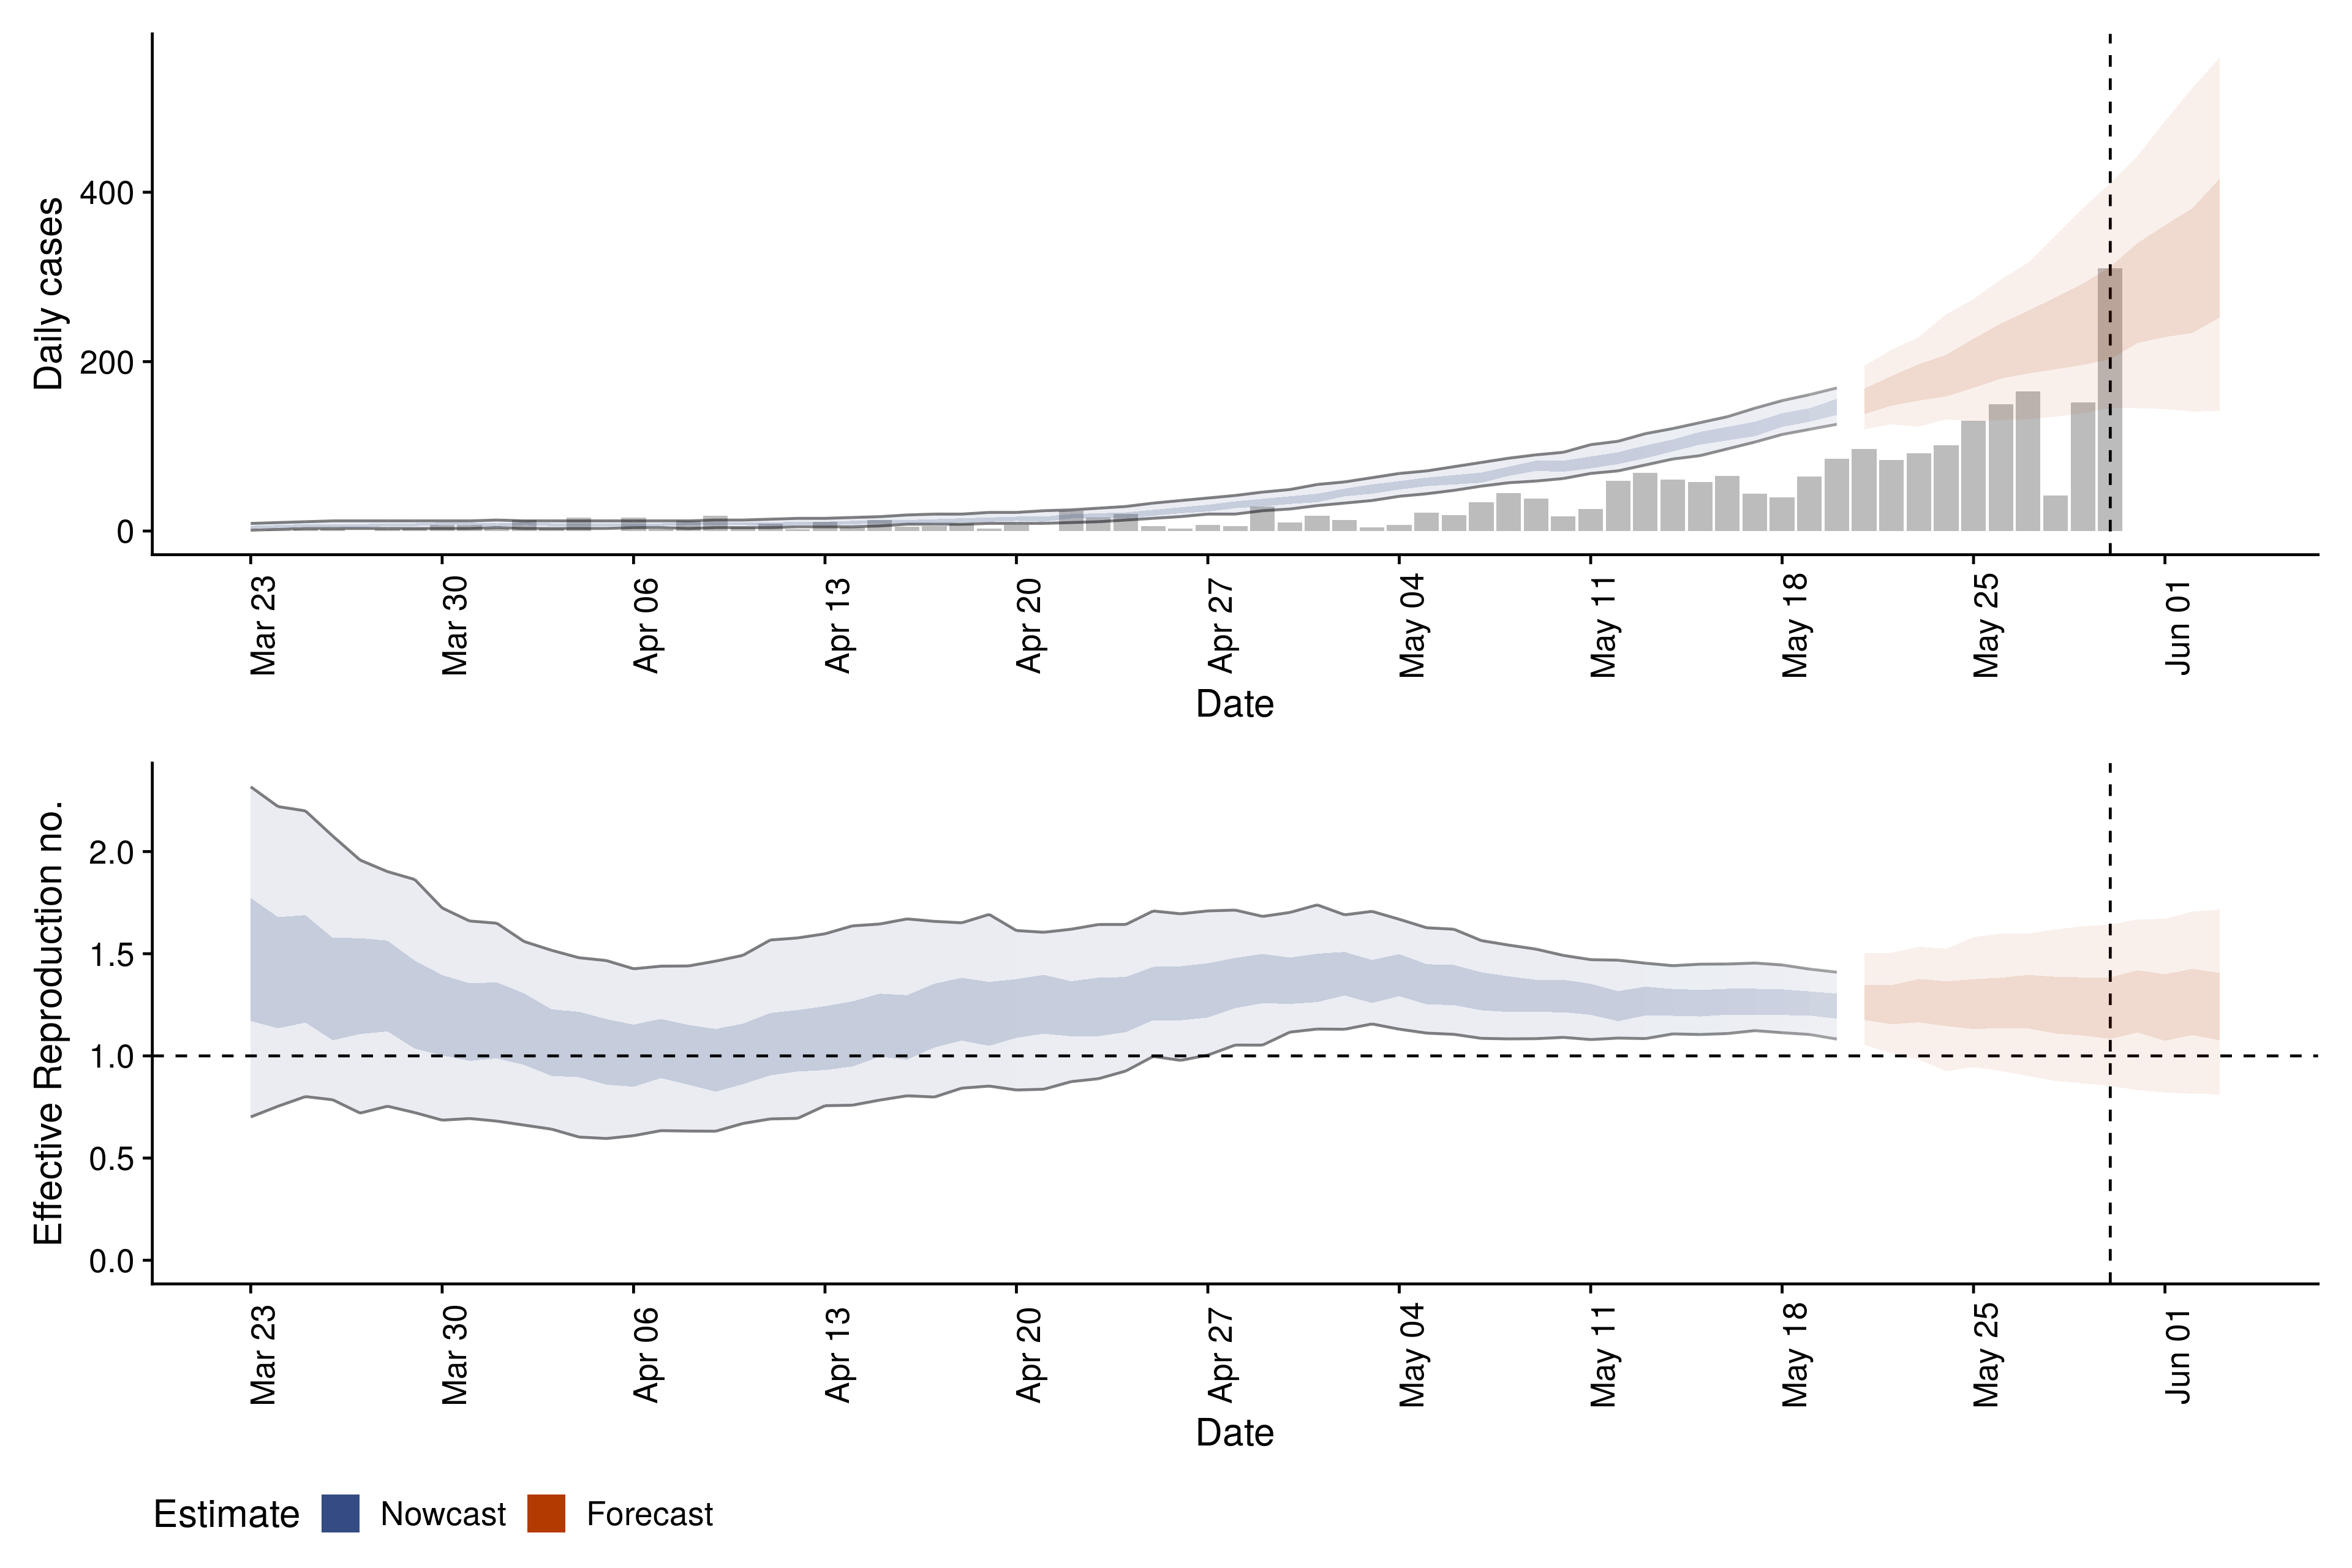 Daily cases
400
200
0
Mar 23 Mar 30 Apr 06 Apr 13 Apr 20 Apr 27 May 04 May 11 May 18 May 25 Jun 01
Date
Effective Reproduction no.
2.0
1.5
1.0
0.5
0.0
Mar 23 Mar 30 Apr 06 Apr 13 Apr 20 Apr 27 May 04 May 11 May 18 May 25 Jun 01
Date
Estimate Nowcast Forecast